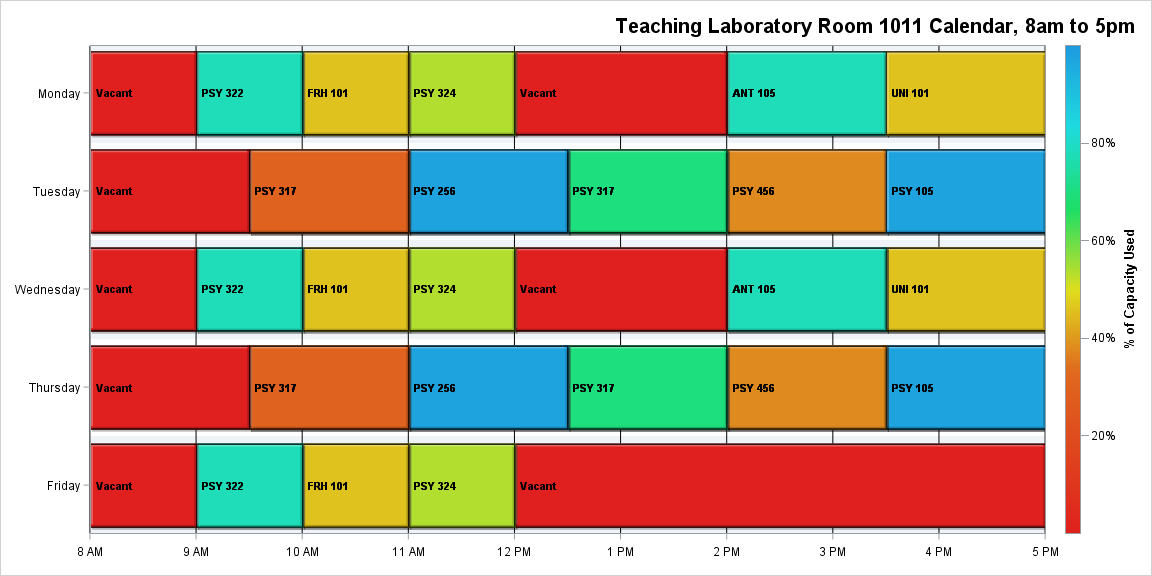 Teaching Laboratory Room 1011 Calendar, 8am to 5pm
Monday
Vacant
PSY 322
FRH 101
PSY 324
Vacant
ANT 105
UNI 101
Tuesday
Vacant
PSY 317
PSY 256
PSY 317
PSY 456
PSY 105
Wednesday
Vacant
PSY 322
FRH 101
PSY 324
Vacant
ANT 105
UNI 101
Thursday
Vacant
PSY 317
PSY 256
PSY 317
PSY 456
PSY 105
Friday
Vacant
PSY 322
FRH 101
PSY 324
Vacant
8 AM
9 AM
10 AM
11 AM
12 PM
1 PM
2 PM
3 PM
4 PM
5 PM
80%
60%
40%
20%
% of Capacity Used